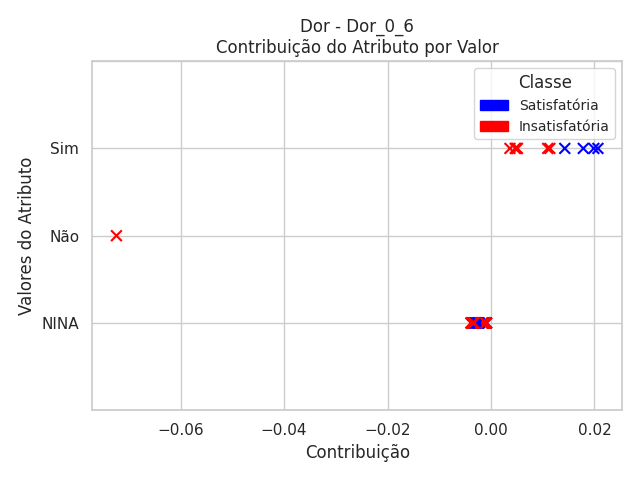 Dor - Dor_0_6
Contribuição do Atributo por Valor
Classe
Satisfatória
Insatisfatória
Valores do Atributo
Sim
Não
NINA
−0.06
−0.04
−0.02
0.00
0.02
Contribuição